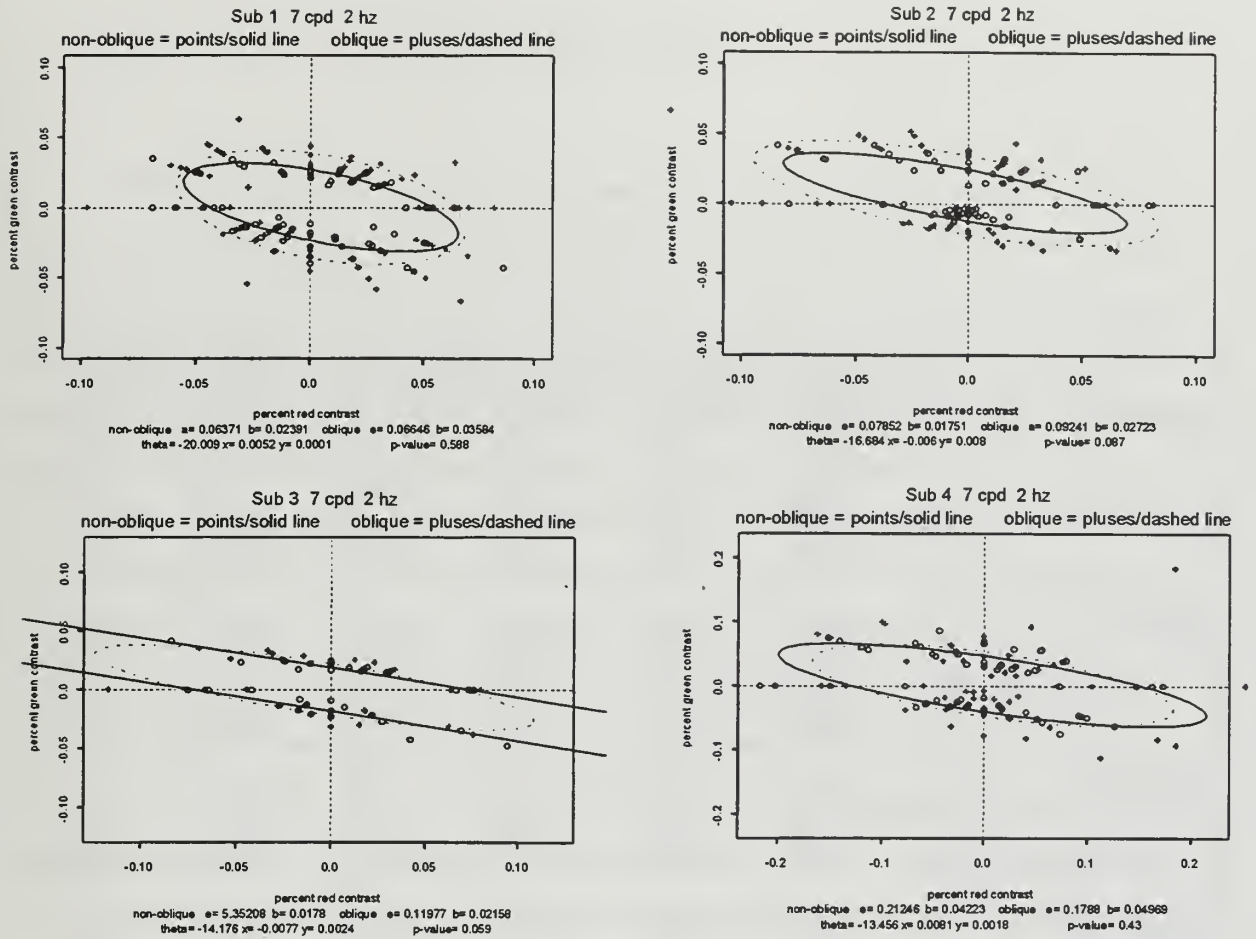 Sub 1 7 cpd 2 hz
non-oblique = points/solid line oblique = pluses/dashed line
percent green contrast
0.10
0.05
0.0
-0.05
-0.10
-0.10
-0.05
0.0
0.05
0.10
percent red contrast
non-oblique a= 0.06371 b= 0.02391 oblique a= 0.06646 b= 0.03584
theta= -20.009 x= 0.0052 y= 0.0001 p-value= 0.588
Sub 2 7 cpd 2 hz
non-oblique = points/solid line oblique = pluses/dashed line
percent green contrast
0.10
0.05
0.0
-0.05
-0.10
-0.10
-0.05
0.0
0.05
0.10
percent red contrast
non-oblique a= 0.07852 b= 0.01751 oblique a= 0.09241 b= 0.02723
theta= -16.684 x= -0.006 y= 0.008 p-value= 0.087
Sub 3 7 cpd 2 hz
non-oblique = points/solid line oblique = pluses/dashed line
percent green contrast
0.10
0.05
0.0
-0.05
-0.10
-0.10
-0.05
0.0
0.05
0.10
percent red contrast
non-oblique a= 5.35208 b= 0.0178 oblique a= 0.11977 b= 0.02158
theta= -14.176 x= -0.0077 y= 0.0024 p-value= 0.059
Sub 4 7 cpd 2 hz
non-oblique = points/solid line oblique = pluses/dashed line
percent green contrast
0.2
0.1
0.0
-0.1
-0.2
-0.2
-0.1
0.0
0.1
0.2
percent red contrast
non-oblique a= 0.21246 b= 0.04223 oblique a= 0.1788 b= 0.04969
theta= -13.456 x= 0.0081 y= 0.0018 p-value= 0.43